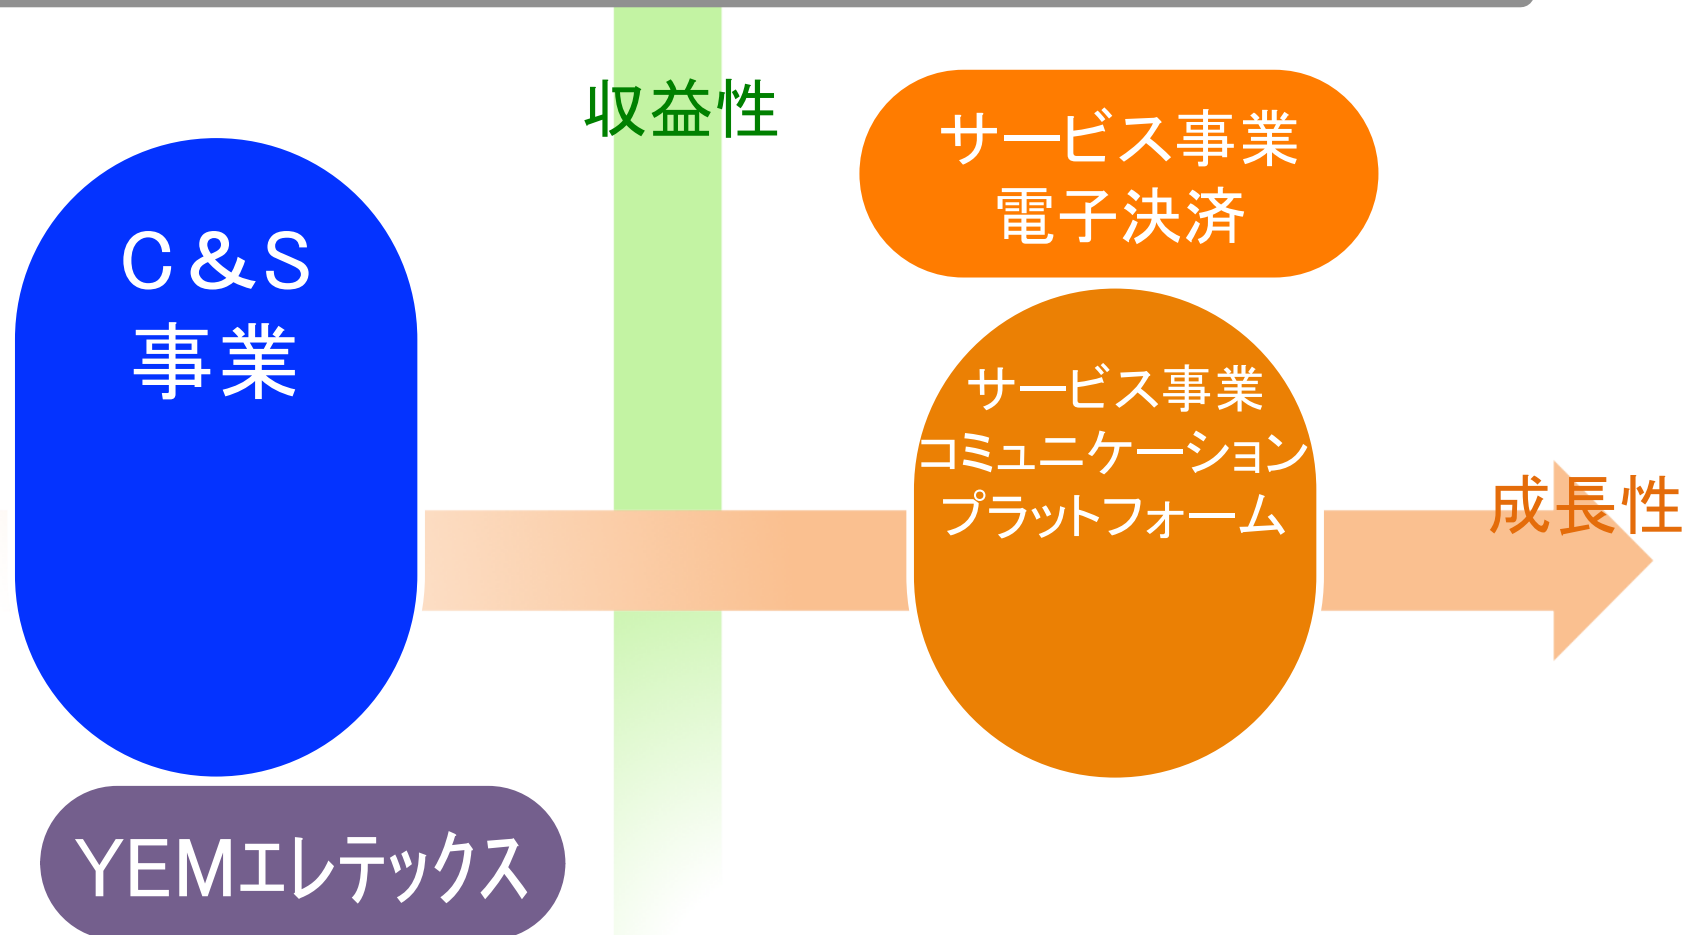 収益性
サービス事業
電子決済
C&S
事業
サービス事業
コミュニケーション
プラットフォーム
成長性
YEMエレテックス